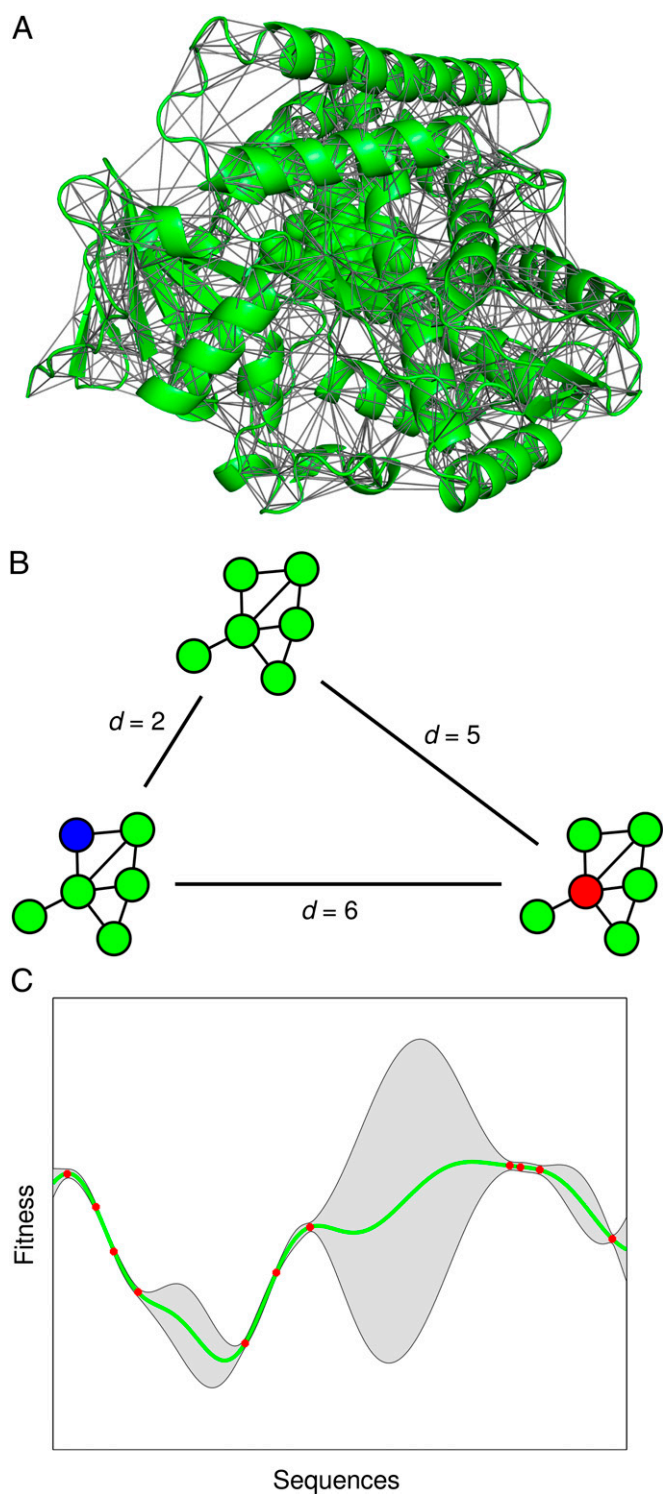 A
B
d = 2
d = 5
d = 6
C
Fitness
Sequences